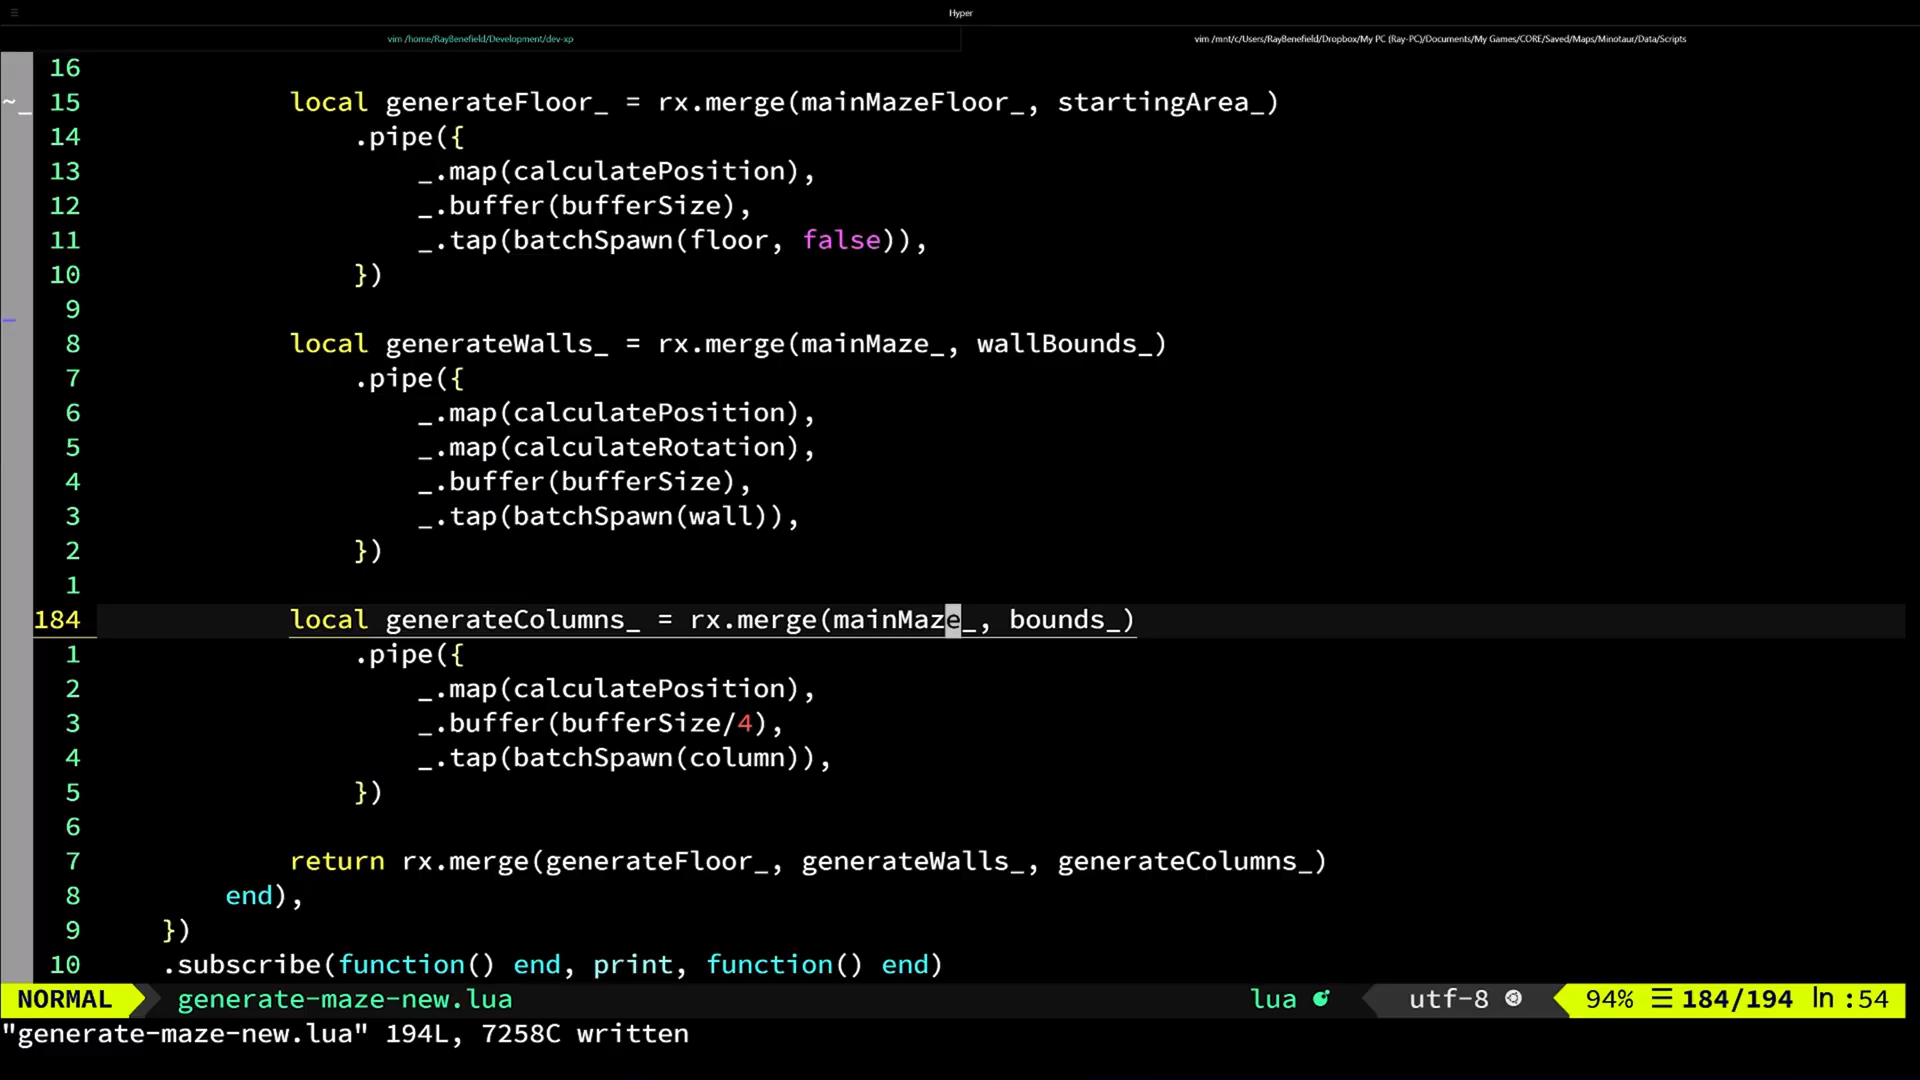 Hyper
vim /home/RayBenefield/Development/dev-xp
vim /mnt/c/Users/RayBenefield/Dropbox/My PC (Ray-PC)/Documents/My Games/CORE/Saved/Maps/Minotaur/Data/Scripts
16
~_ 15 local generateFloor_ = rx.merge(mainMazeFloor_, startingArea_)
14 .pipe({
13 _.map(calculatePosition),
12 _.buffer(bufferSize),
11 _.tap(batchSpawn(floor, false)),
10 })
9
8 local generateWalls_ = rx.merge(mainMaze_, wallBounds_)
7 .pipe({
6 _.map(calculatePosition),
5 _.map(calculateRotation),
4 _.buffer(bufferSize),
3 _.tap(batchSpawn(wall)),
2 })
1
184 local generateColumns_ = rx.merge(mainMaze_, bounds_)
1 .pipe({
2 _.map(calculatePosition),
3 _.buffer(bufferSize/4),
4 _.tap(batchSpawn(column)),
5 })
6
7 return rx.merge(generateFloor_, generateWalls_, generateColumns_)
8 end),
9 })
10 .subscribe(function() end, print, function() end)
NORMAL generate-maze-new.lua lua utf-8 94% ☰ 184/194 ln :54
"generate-maze-new.lua" 194L, 7258C written